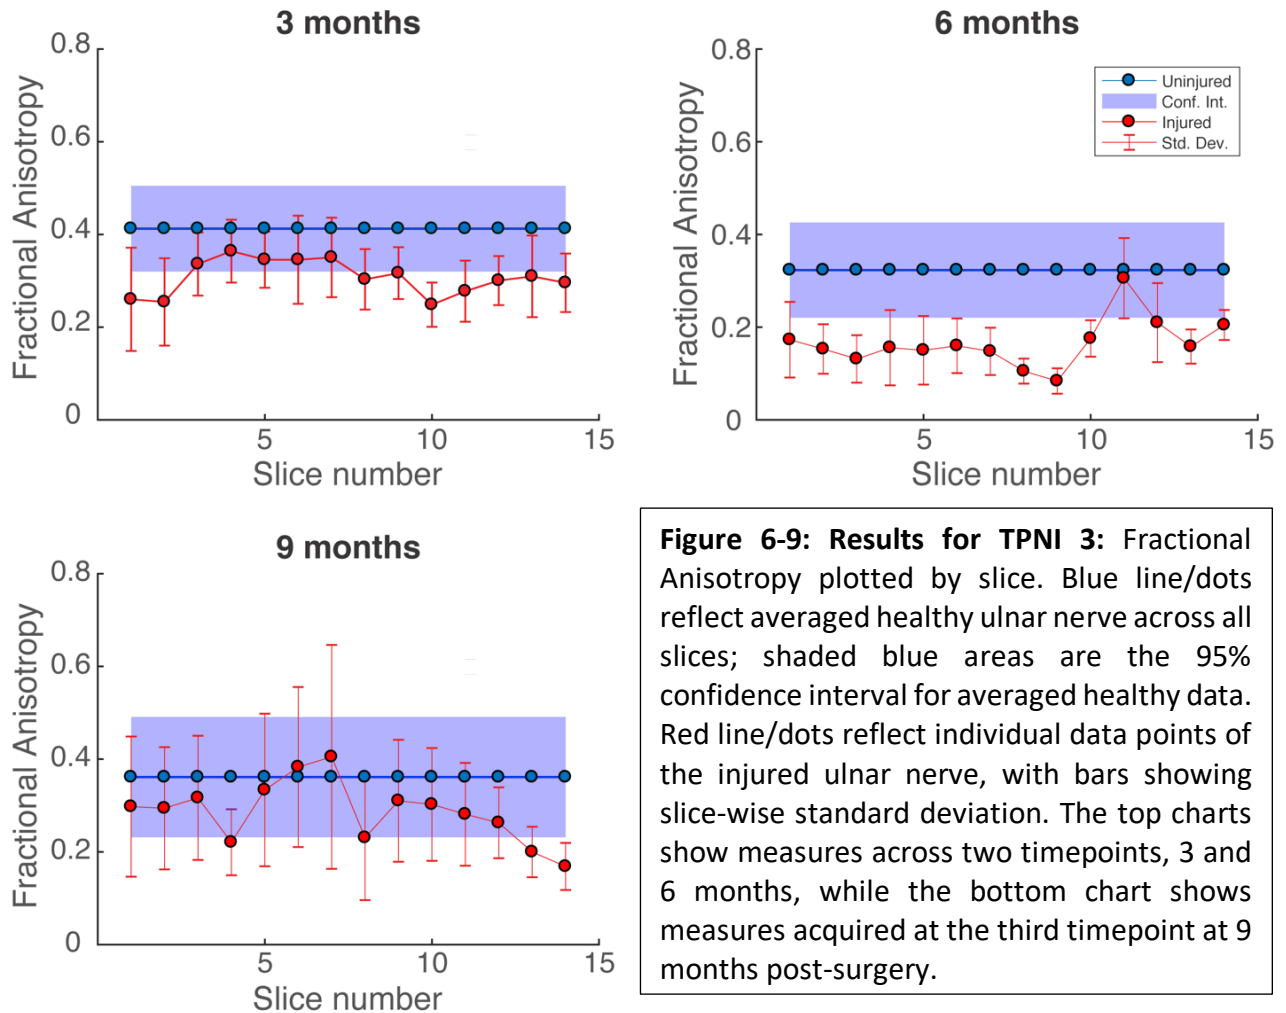 3 months
0.8
0.6
0.4
0.2
0
Fractional Anisotropy
5
10
15
Slice number
6 months
0.8
0.6
0.4
0.2
0
Fractional Anisotropy
5
10
15
Slice number
Uninjured
Conf. Int.
Injured
Std. Dev.
9 months
0.8
0.6
0.4
0.2
0
Fractional Anisotropy
5
10
15
Slice number
Figure 6-9: Results for TPNI 3: Fractional
Anisotropy plotted by slice. Blue line/dots
reflect averaged healthy ulnar nerve across all
slices; shaded blue areas are the 95%
confidence interval for averaged healthy data.
Red line/dots reflect individual data points of
the injured ulnar nerve, with bars showing
slice-wise standard deviation. The top charts
show measures across two timepoints, 3 and
6 months, while the bottom chart shows
measures acquired at the third timepoint at 9
months post-surgery.